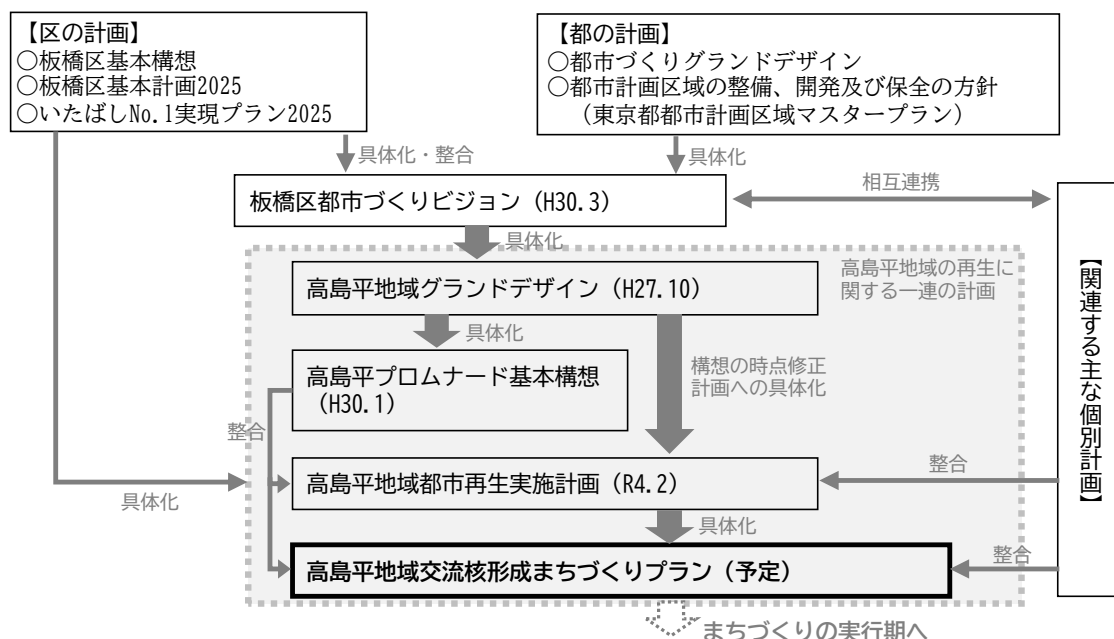 【区の計画】
○板橋区基本構想
○板橋区基本計画2025
○いたばしNo.1実現プラン2025
【都の計画】
○都市づくりグランドデザイン
○都市計画区域の整備、開発及び保全の方針
（東京都都市計画区域マスタープラン）
具体化・整合
具体化
相互連携
板橋区都市づくりビジョン（H30.3）
具体化
高島平地域の再生に
関する一連の計画
高島平地域グランドデザイン（H27.10）
具体化
構想の時点修正
計画への具体化
高島平プロムナード基本構想
（H30.1）
整合
【関連する主な個別計画】
高島平地域都市再生実施計画（R4.2）
整合
具体化
具体化
高島平地域交流核形成まちづくりプラン（予定）
整合
まちづくりの実行期へ